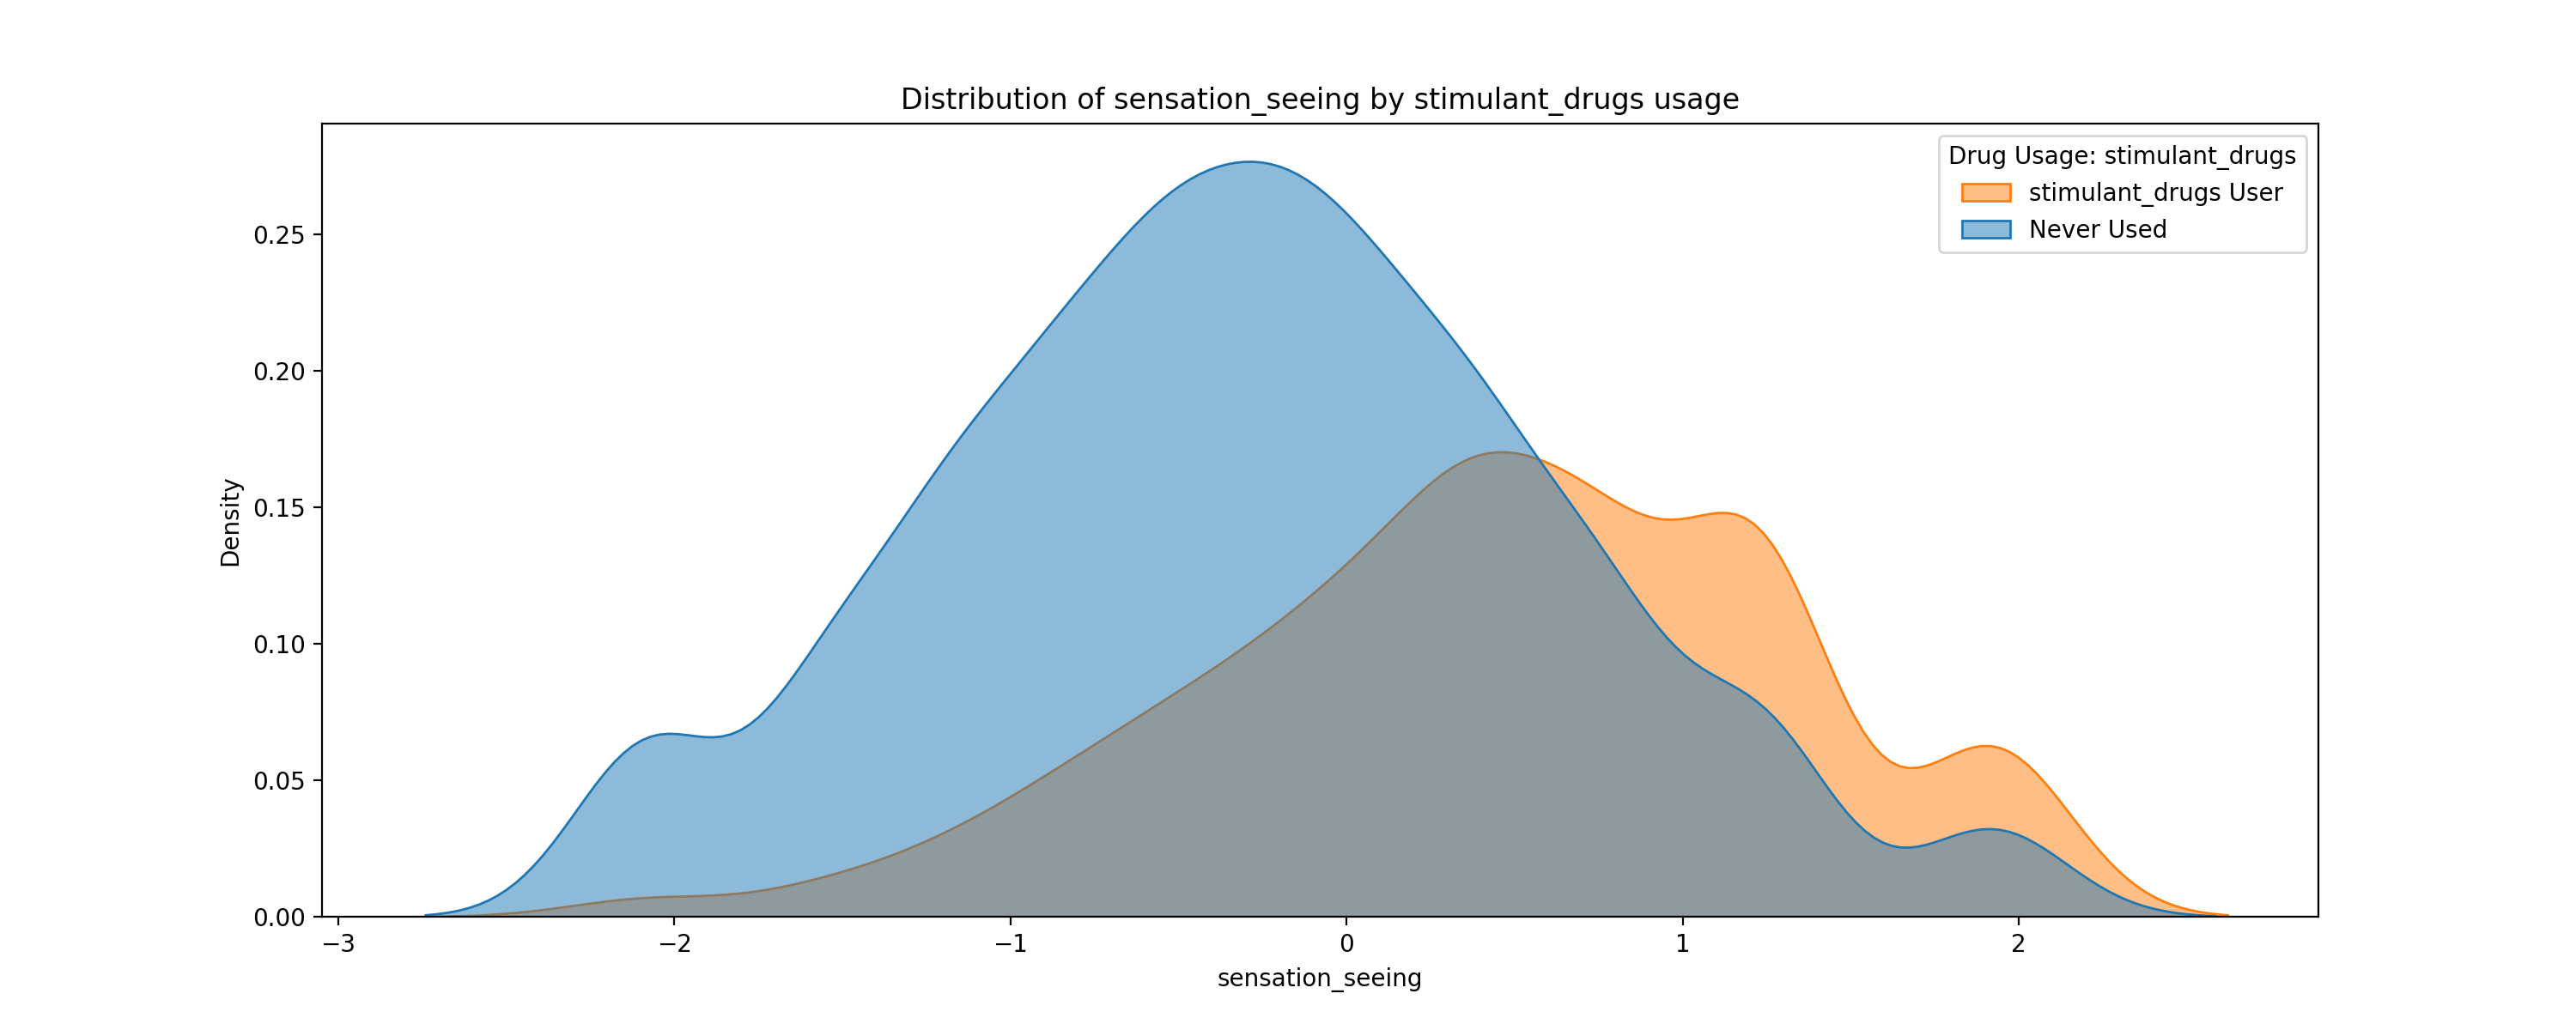 Distribution of sensation_seeing by stimulant_drugs usage
Drug Usage: stimulant_drugs
stimulant_drugs User
Never Used
Density
0.25
0.20
0.15
0.10
0.05
0.00
−3 −2 −1 0 1 2
sensation_seeing